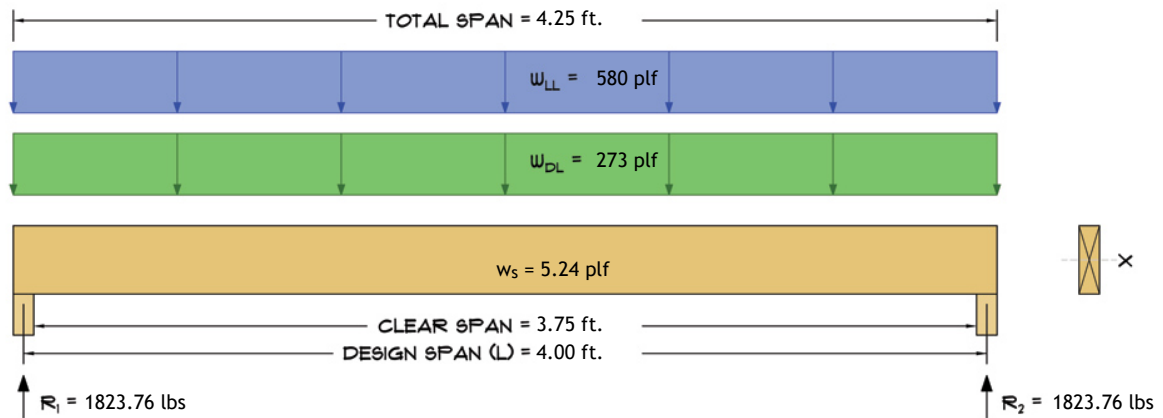 TOTAL SPAN = 4.25 ft.
wLL = 580 plf
wDL = 273 plf
ws = 5.24 plf
X
CLEAR SPAN = 3.75 ft.
DESIGN SPAN (L) = 4.00 ft.
R1 = 1823.76 lbs
R2 = 1823.76 lbs